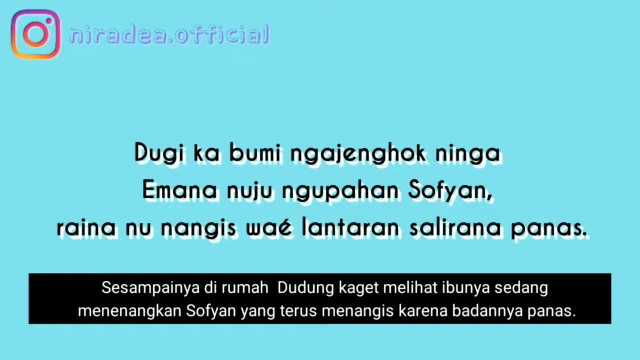 niradea.official
Dugi ka bumi ngajenghok ninga
Emana nuju ngupahan Sofyan,
raina nu nangis waé lantaran salirana panas.
Sesampainya di rumah Dudung kaget melihat ibunya sedang
menenangkan Sofyan yang terus menangis karena badannya panas.